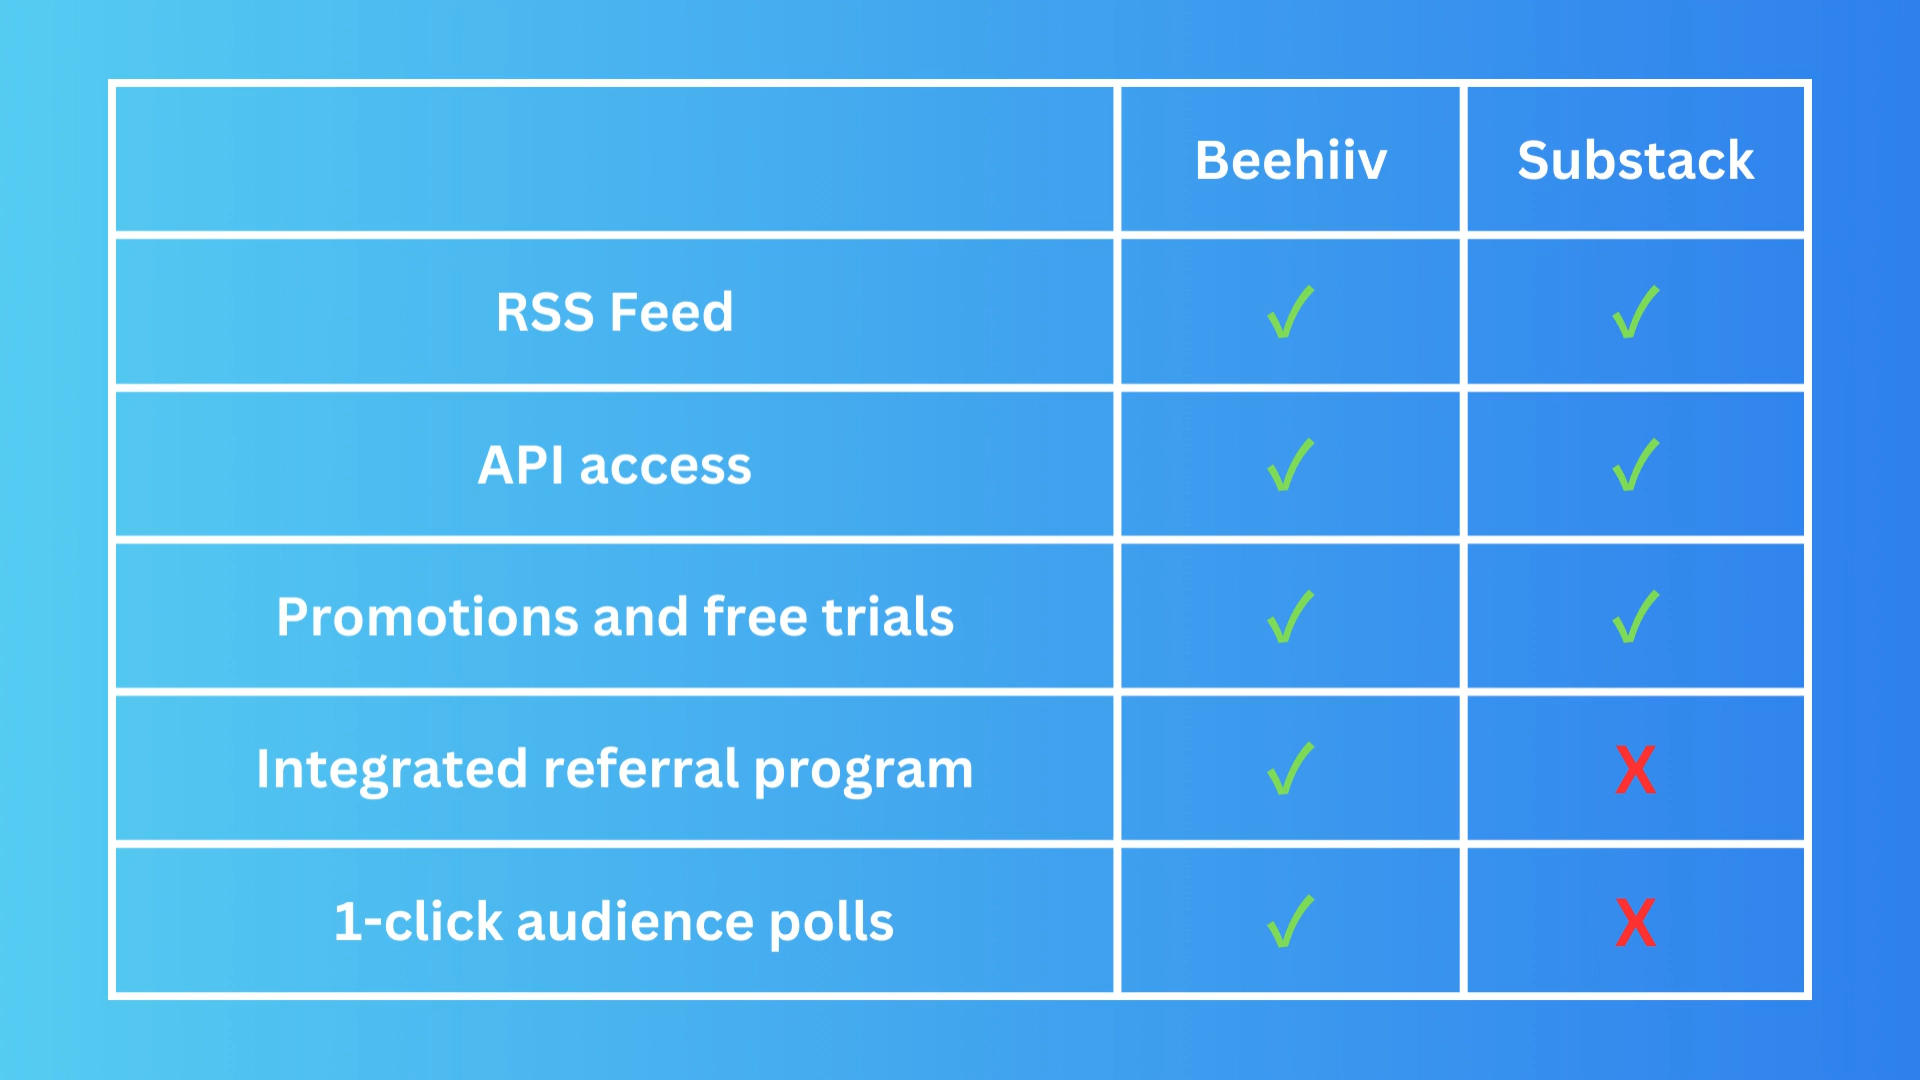 Beehiiv Substack
RSS Feed ✓ ✓
API access ✓ ✓
Promotions and free trials ✓ ✓
Integrated referral program ✓ X
1-click audience polls ✓ X